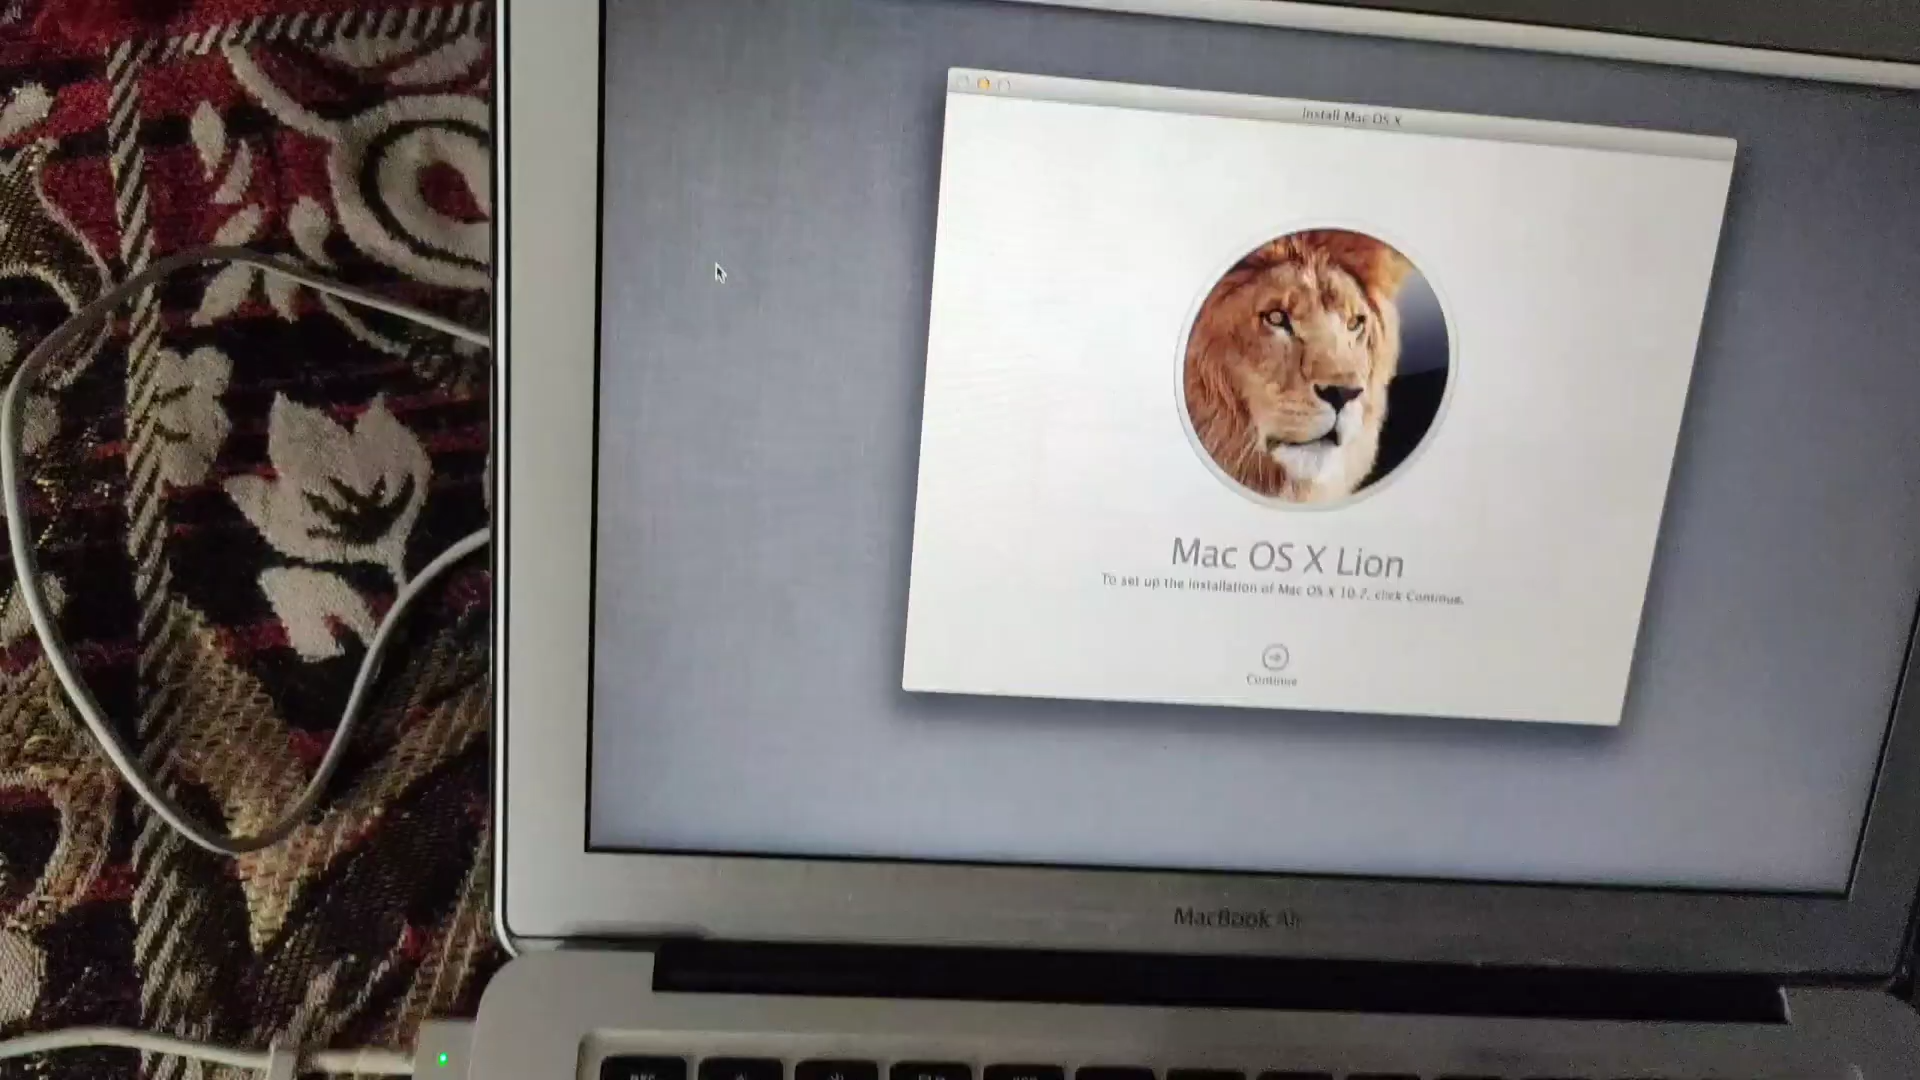 Install Mac OS X
Mac OS X Lion
To set up the installation of Mac OS X 10.7, click Continue.
Continue
MacBook Air
esc